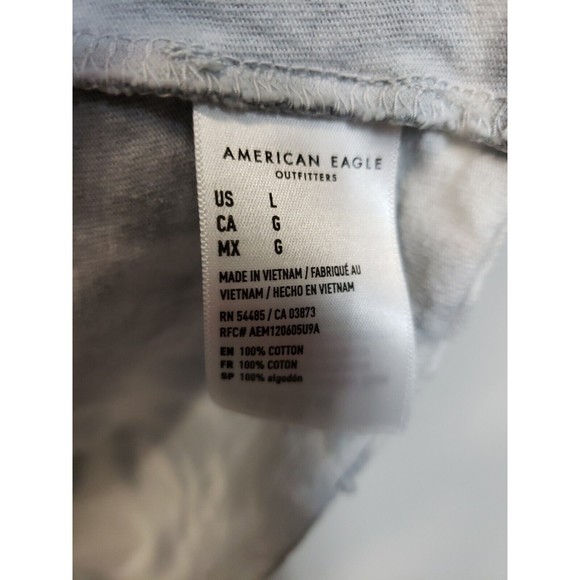 AMERICAN EAGLE
OUTFITTERS
US L
CA G
MX G
MADE IN VIETNAM / FABRIQUÉ AU
VIETNAM / HECHO EN VIETNAM
RN 54485 / CA 03873
RFC# AEM120605U9A
EN 100% COTTON
FR 100% COTON
SP 100% algodón